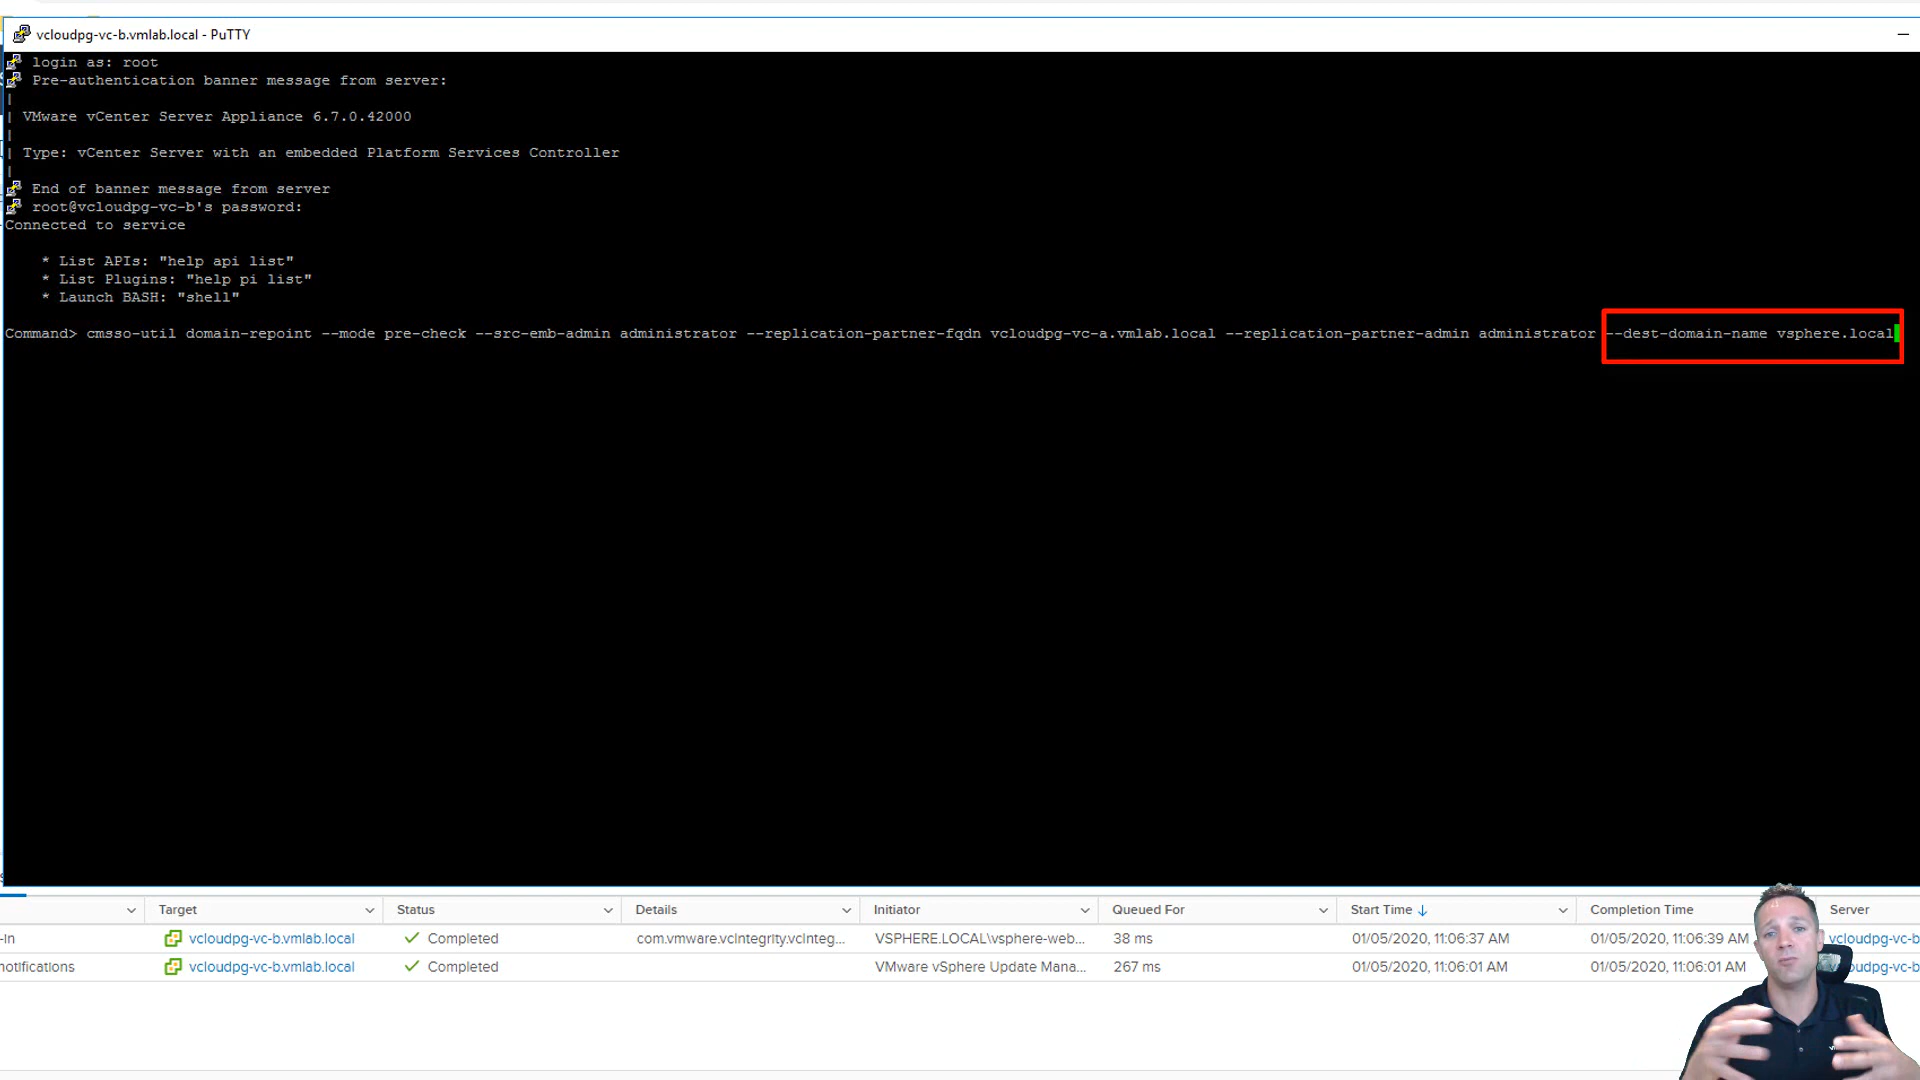 vcloudpg-vc-b.vmlab.local - PuTTY
login as: root
Pre-authentication banner message from server:
|
| VMware vCenter Server Appliance 6.7.0.42000
|
| Type: vCenter Server with an embedded Platform Services Controller
|
End of banner message from server
root@vcloudpg-vc-b's password:
Connected to service
* List APIs: "help api list"
* List Plugins: "help pi list"
* Launch BASH: "shell"
Command> cmsso-util domain-repoint --mode pre-check --src-emb-admin administrator --replication-partner-fqdn vcloudpg-vc-a.vmlab.local --replication-partner-admin administrator --dest-domain-name vsphere.local
Target Status Details Initiator Queued For Start Time Completion Time Server
-in vcloudpg-vc-b.vmlab.local Completed com.vmware.vcIntegrity.vcInteg... VSPHERE.LOCAL\vsphere-web... 38 ms 01/05/2020, 11:06:37 AM 01/05/2020, 11:06:39 AM vcloudpg-vc-b
notifications vcloudpg-vc-b.vmlab.local Completed VMware vSphere Update Mana... 267 ms 01/05/2020, 11:06:01 AM 01/05/2020, 11:06:01 AM oudpg-vc-b